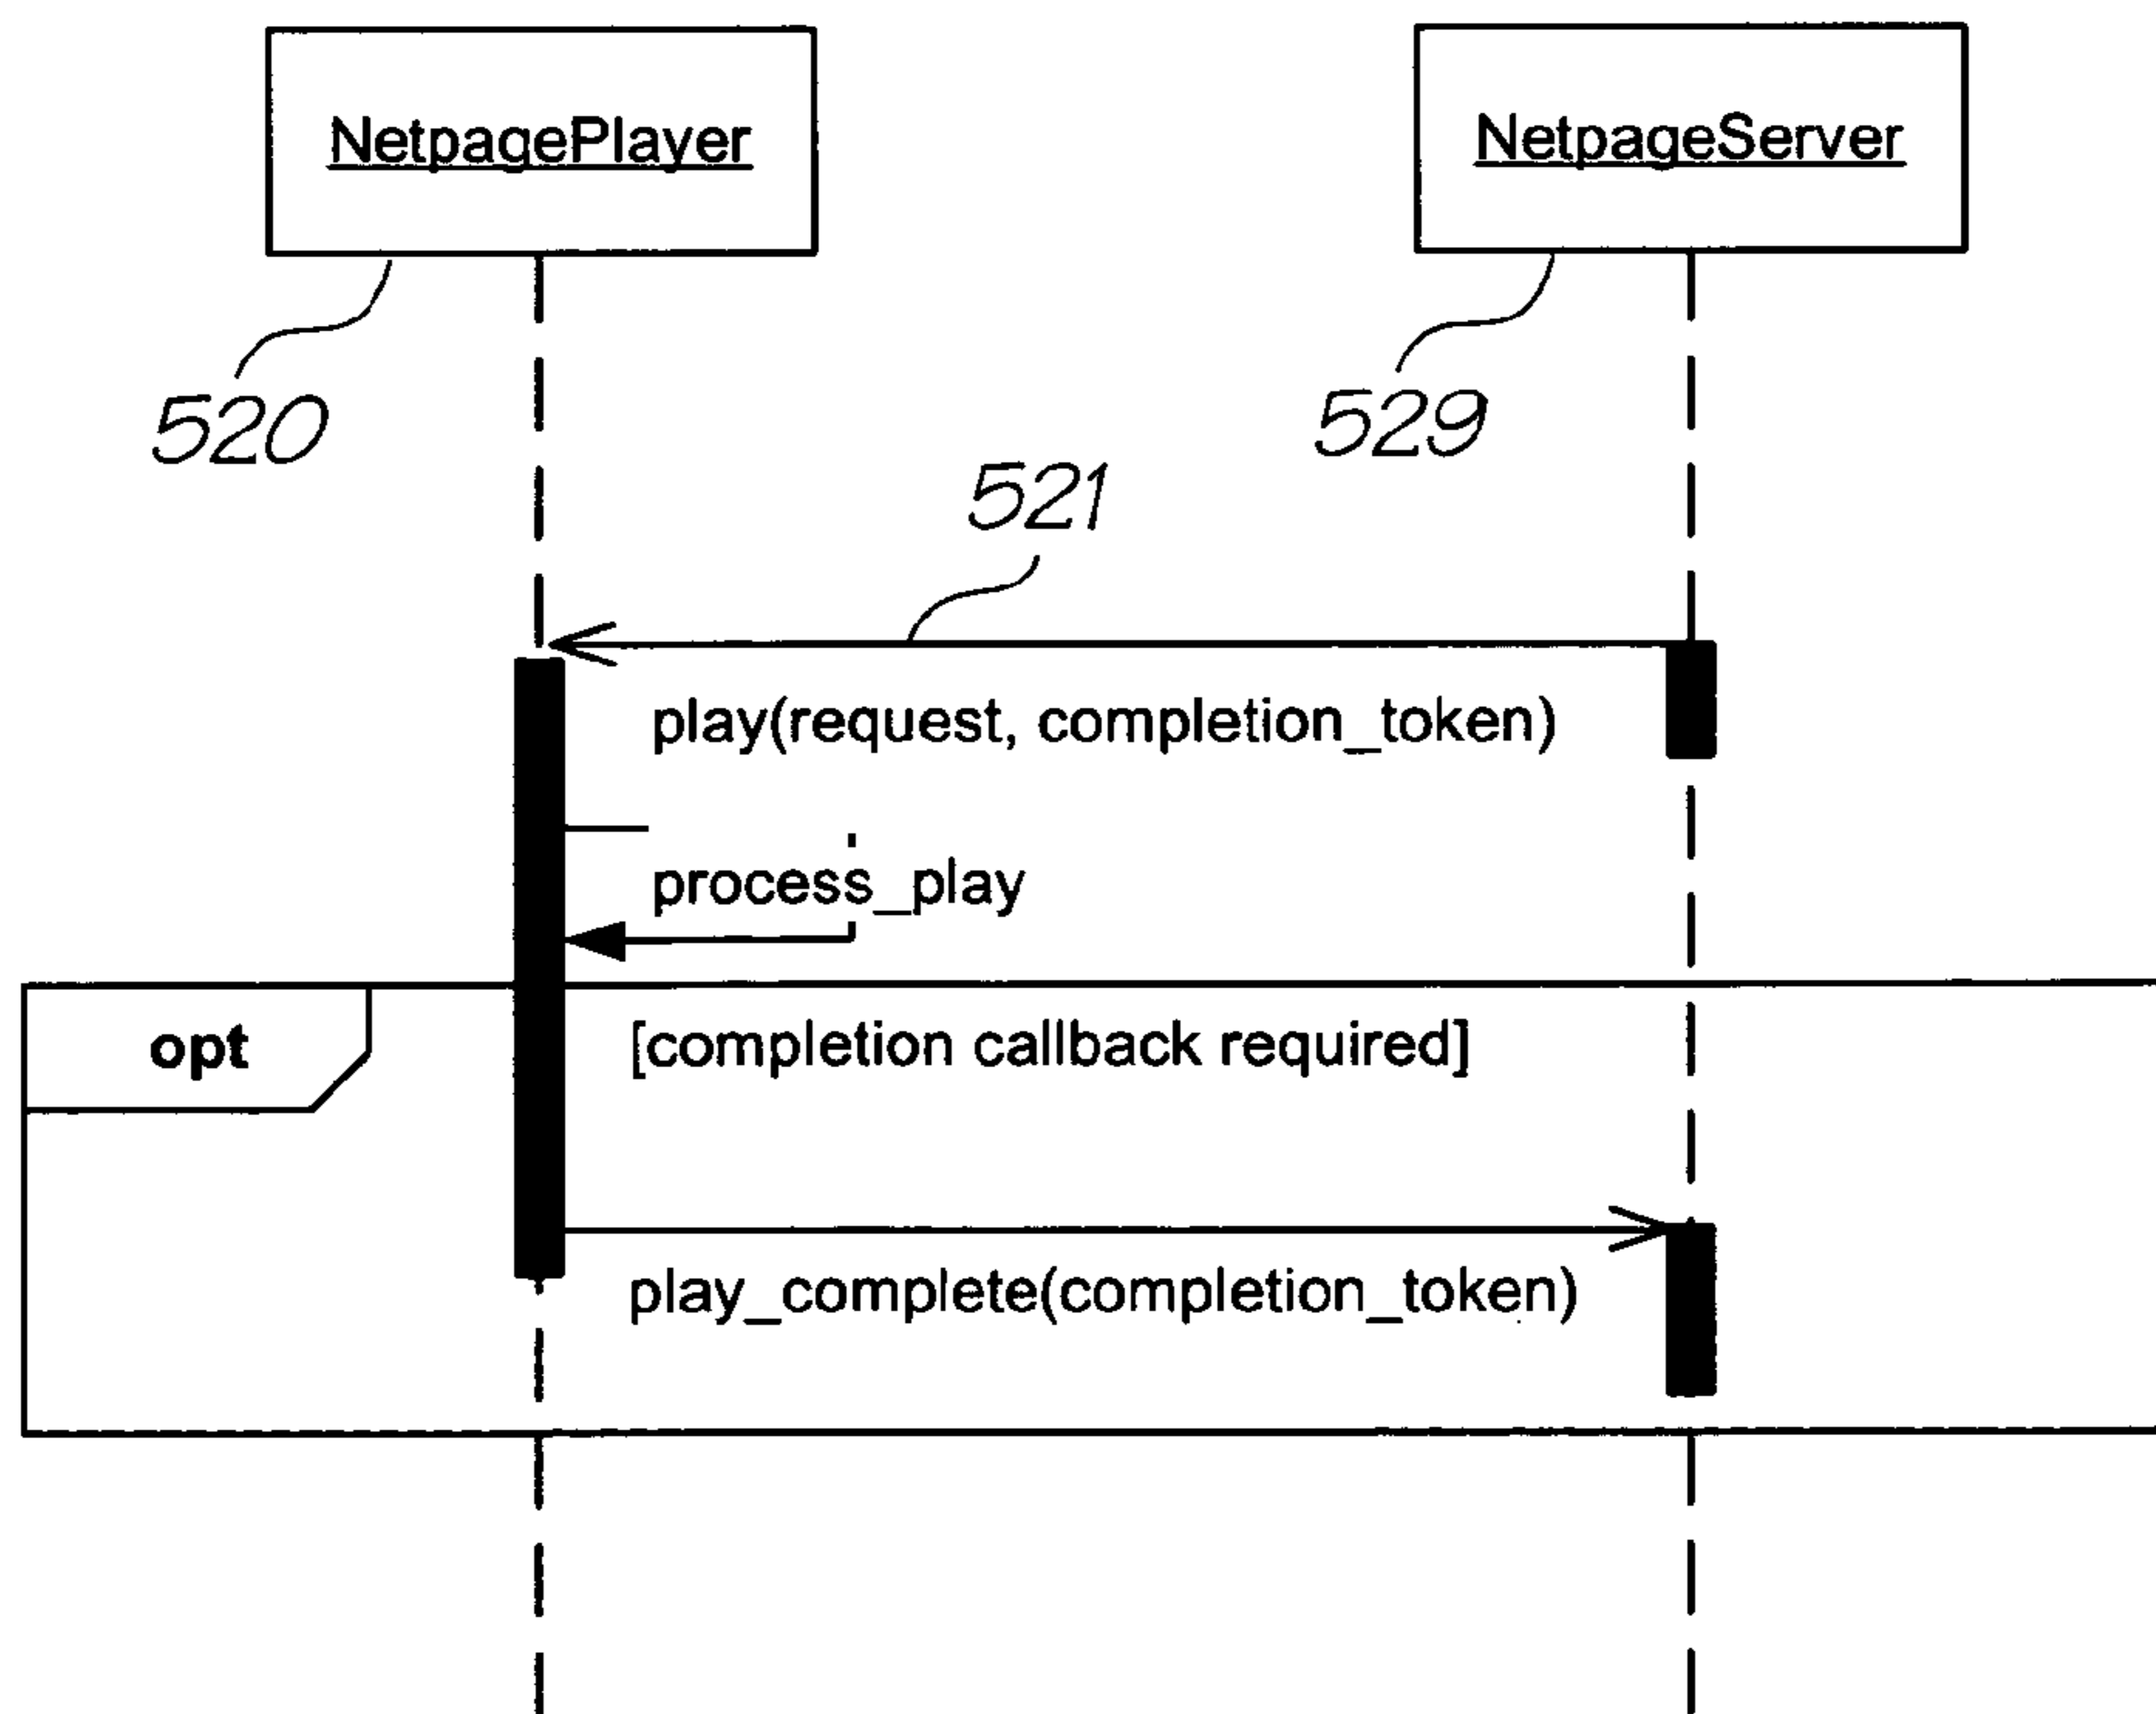 NetpagePlayer
NetpageServer
520
529
521
play(request, completion_token)
process_play
opt
[completion callback required]
play_complete(completion_token)